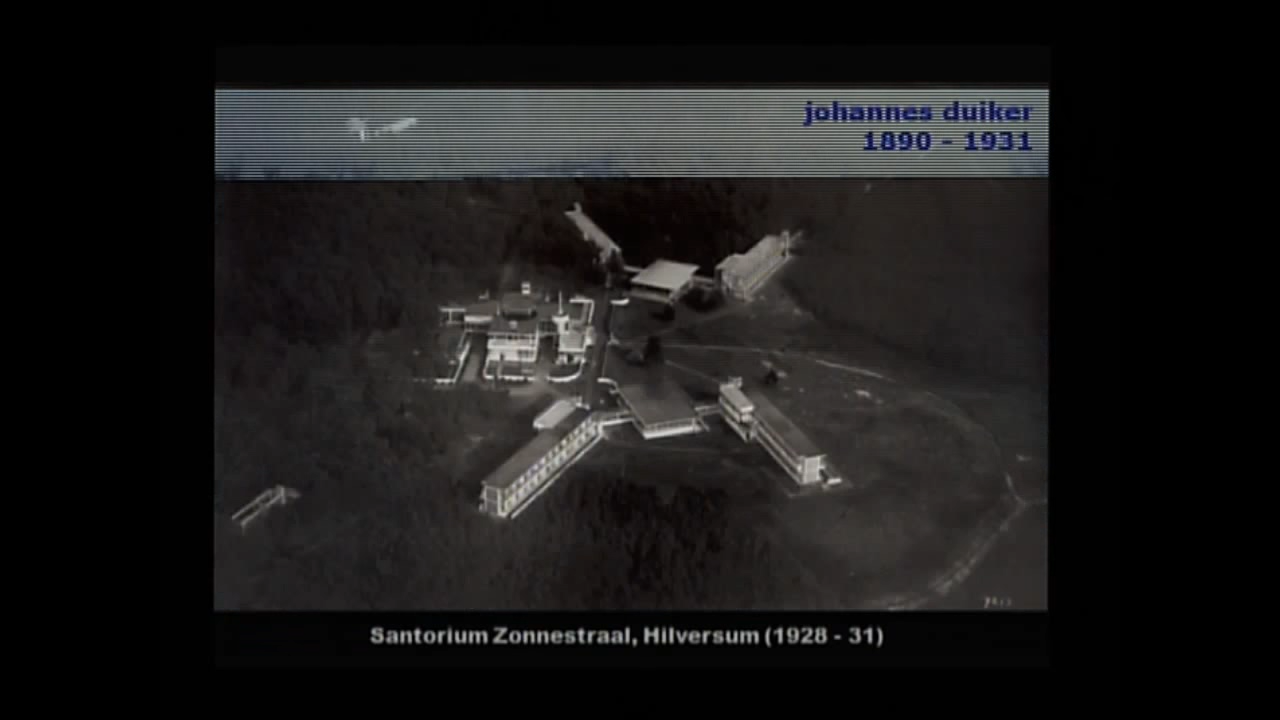 johannes duiker
1890 - 1931
Santorium Zonnestraal, Hilversum (1928 - 31)